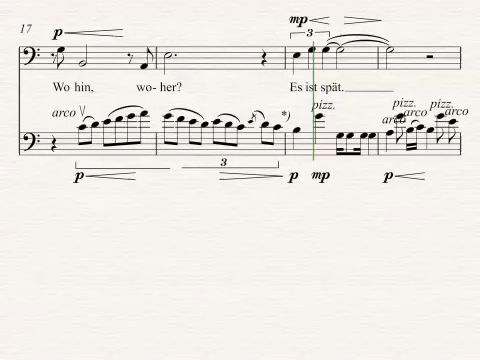 17
p
mp
3
Wo hin, wo- her? Es ist spät.
arco pizz. pizz. arco pizz. arco
arco
*)
3
p p mp p